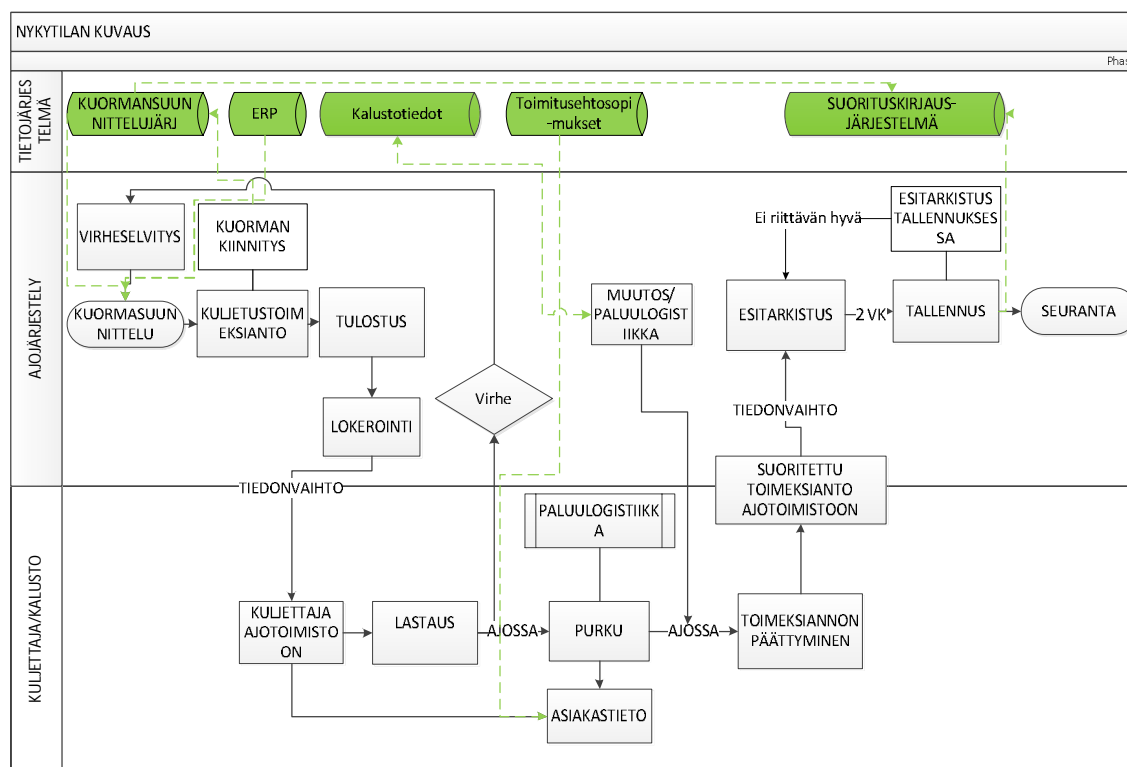 NYKYTILAN KUVAUS
Phas
TIETOJÄRJES
TELMÄ
KUORMANSUUN
NITTELUJÄRJ
ERP
Kalustotiedot
Toimitusehtosopi
-mukset
SUORITUSKIRJAUS-
JÄRJESTELMÄ
AJOJÄRJESTELY
VIRHESELVITYS
KUORMAN
KIINNITYS
Ei riittävän hyvä
ESITARKISTUS
TALLENNUKSE
SSA
KUORMASUUN
NITTELU
KULJETUSTOIM
EKSIANTO
TULOSTUS
MUUTOS/
PALUULOGIST
IIKKA
ESITARKISTUS
2 VK
TALLENNUS
SEURANTA
LOKEROINTI
Virhe
TIEDONVAIHTO
SUORITETTU
TOIMEKSIANTO
AJOTOIMISTOON
TIEDONVAIHTO
KULJETTAJA/KALUSTO
PALUULOGISTIIKK
A
KULJETTAJA
AJOTOIMISTO
ON
LASTAUS
AJOSSA
PURKU
AJOSSA
TOIMEKSIANNON
PÄÄTTYMINEN
ASIAKASTIETO